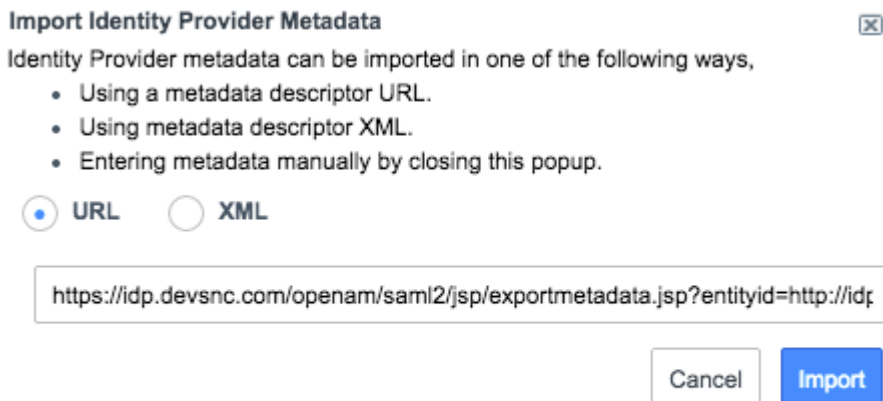 Import Identity Provider Metadata
Identity Provider metadata can be imported in one of the following ways,
Using a metadata descriptor URL.
Using metadata descriptor XML.
Entering metadata manually by closing this popup.
URL XML
https://idp.devsnc.com/openam/saml2/jsp/exportmetadata.jsp?entityid=http://idp
Cancel Import